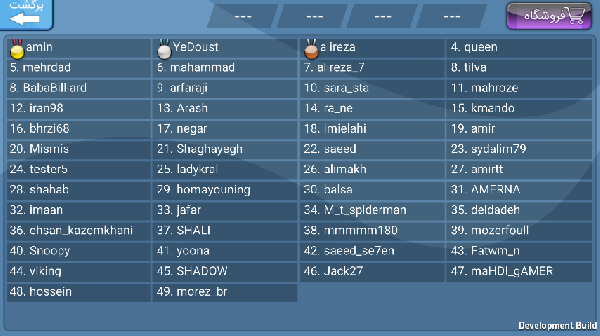 برگشت
--- --- --- ---
فروشگاه
amin YeDoust alireza 4. queen
5. mehrdad 6. mahammad 7. alireza_7 8. tilva
8. BabaBilliard 9. arfaraji 10. sara_sta 11. mahroze
12. iran98 13. Arash 14. ra_ne 15. kmando
16. bhrzi68 17. negar 18. imielahi 19. amir
20. Mismis 21. Shaghayegh 22. saeed 23. sydalim79
24. tester5 25. ladykral 26. alimakh 27. amirtt
28. shahab 29. homayouning 30. balsa 31. AMERNA
32. imaan 33. jafar 34. M_t_spiderman 35. deldadeh
36. ehsan_kazemkhani 37. SHALI 38. mmmmm180 39. mozerfoull
40. Snoopy 41. yoona 42. saeed_se7en 43. Fatwm_n
44. viking 45. SHADOW 46. Jack27 47. maHDI_gAMER
48. hossein 49. morez_br
Development Build